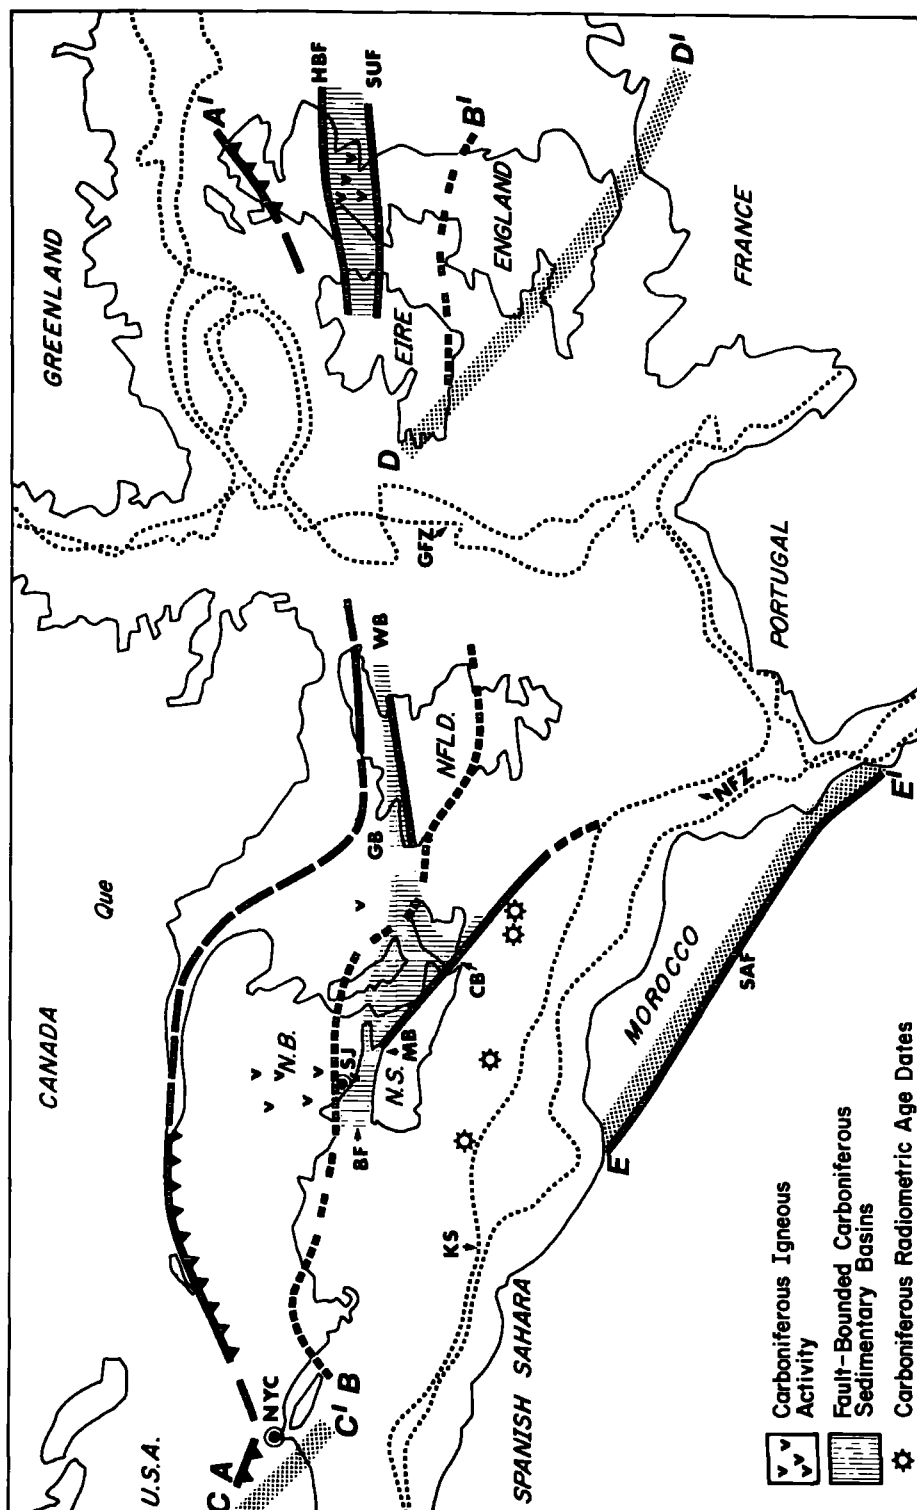 GREENLAND
A'
HBF
SUF
B'
D'
EIRE
ENGLAND
FRANCE
D
GFZ
PORTUGAL
CANADA
Que
WB
GB
NFLD.
N.B.
SJ
N.S.
MB
CB
BF
NFZ
E'
MOROCCO
SAF
E
KS
SPANISH SAHARA
U.S.A.
NYC
C A
C' B
Carboniferous Igneous
Activity
Fault-Bounded Carboniferous
Sedimentary Basins
Carboniferous Radiometric Age Dates